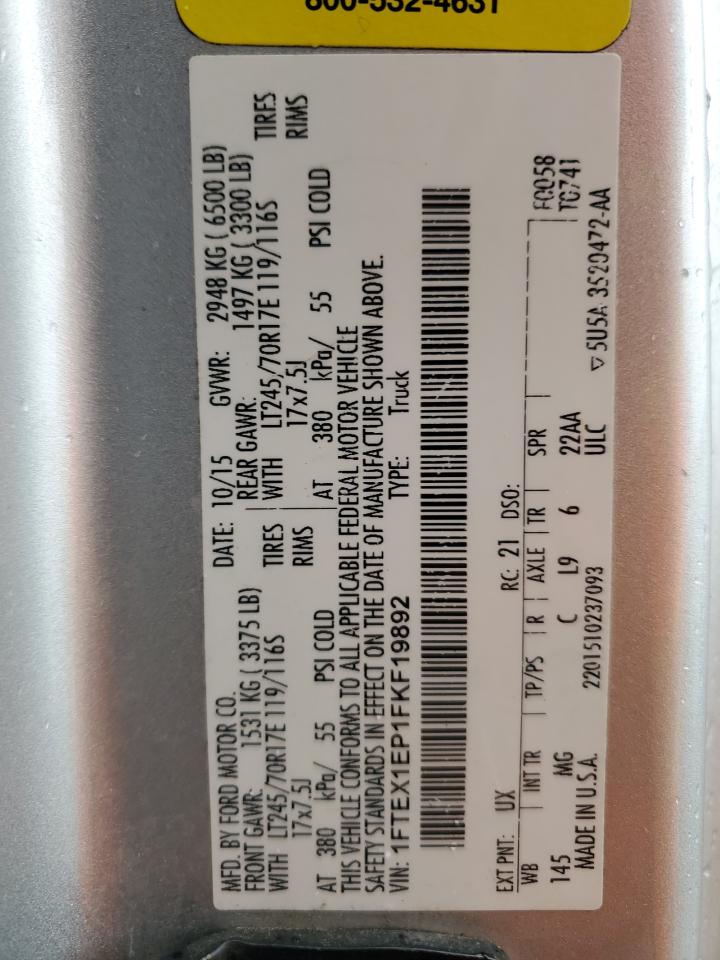 800-532-4631
MFD. BY FORD MOTOR CO. DATE: 10/15 GVWR: 2948 KG ( 6500 LB)
FRONT GAWR: 1531 KG ( 3375 LB) REAR GAWR: 1497 KG ( 3300 LB)
WITH LT245/70R17E 119/116S TIRES WITH LT245/70R17E 119/116S TIRES
17x7.5J RIMS 17x7.5J RIMS
AT 380 kPa/ 55 PSI COLD AT 380 kPa/ 55 PSI COLD
THIS VEHICLE CONFORMS TO ALL APPLICABLE FEDERAL MOTOR VEHICLE
SAFETY STANDARDS IN EFFECT ON THE DATE OF MANUFACTURE SHOWN ABOVE.
VIN: 1FTEX1EP1FKF19892 TYPE: Truck
EXT PNT: UX RC: 21 DSO:
WB INT TR TP/PS R AXLE TR SPR F0058
145 MG C L9 6 22AA T0741
MADE IN U.S.A. 2201510237093 ULC
▽ 5U5A 3520472-AA